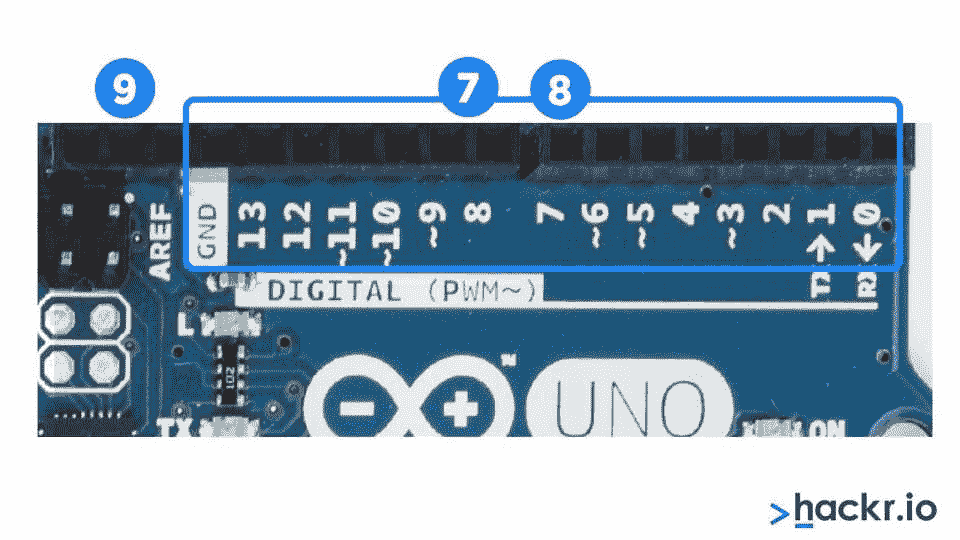 9 7 8
AREF GND 13 12 ~11 ~10 ~9 8 7 ~6 ~5 4 ~3 2 TX→1 RX←0
DIGITAL (PWM~)
L
102
UNO
TX
ON
>hackr.io